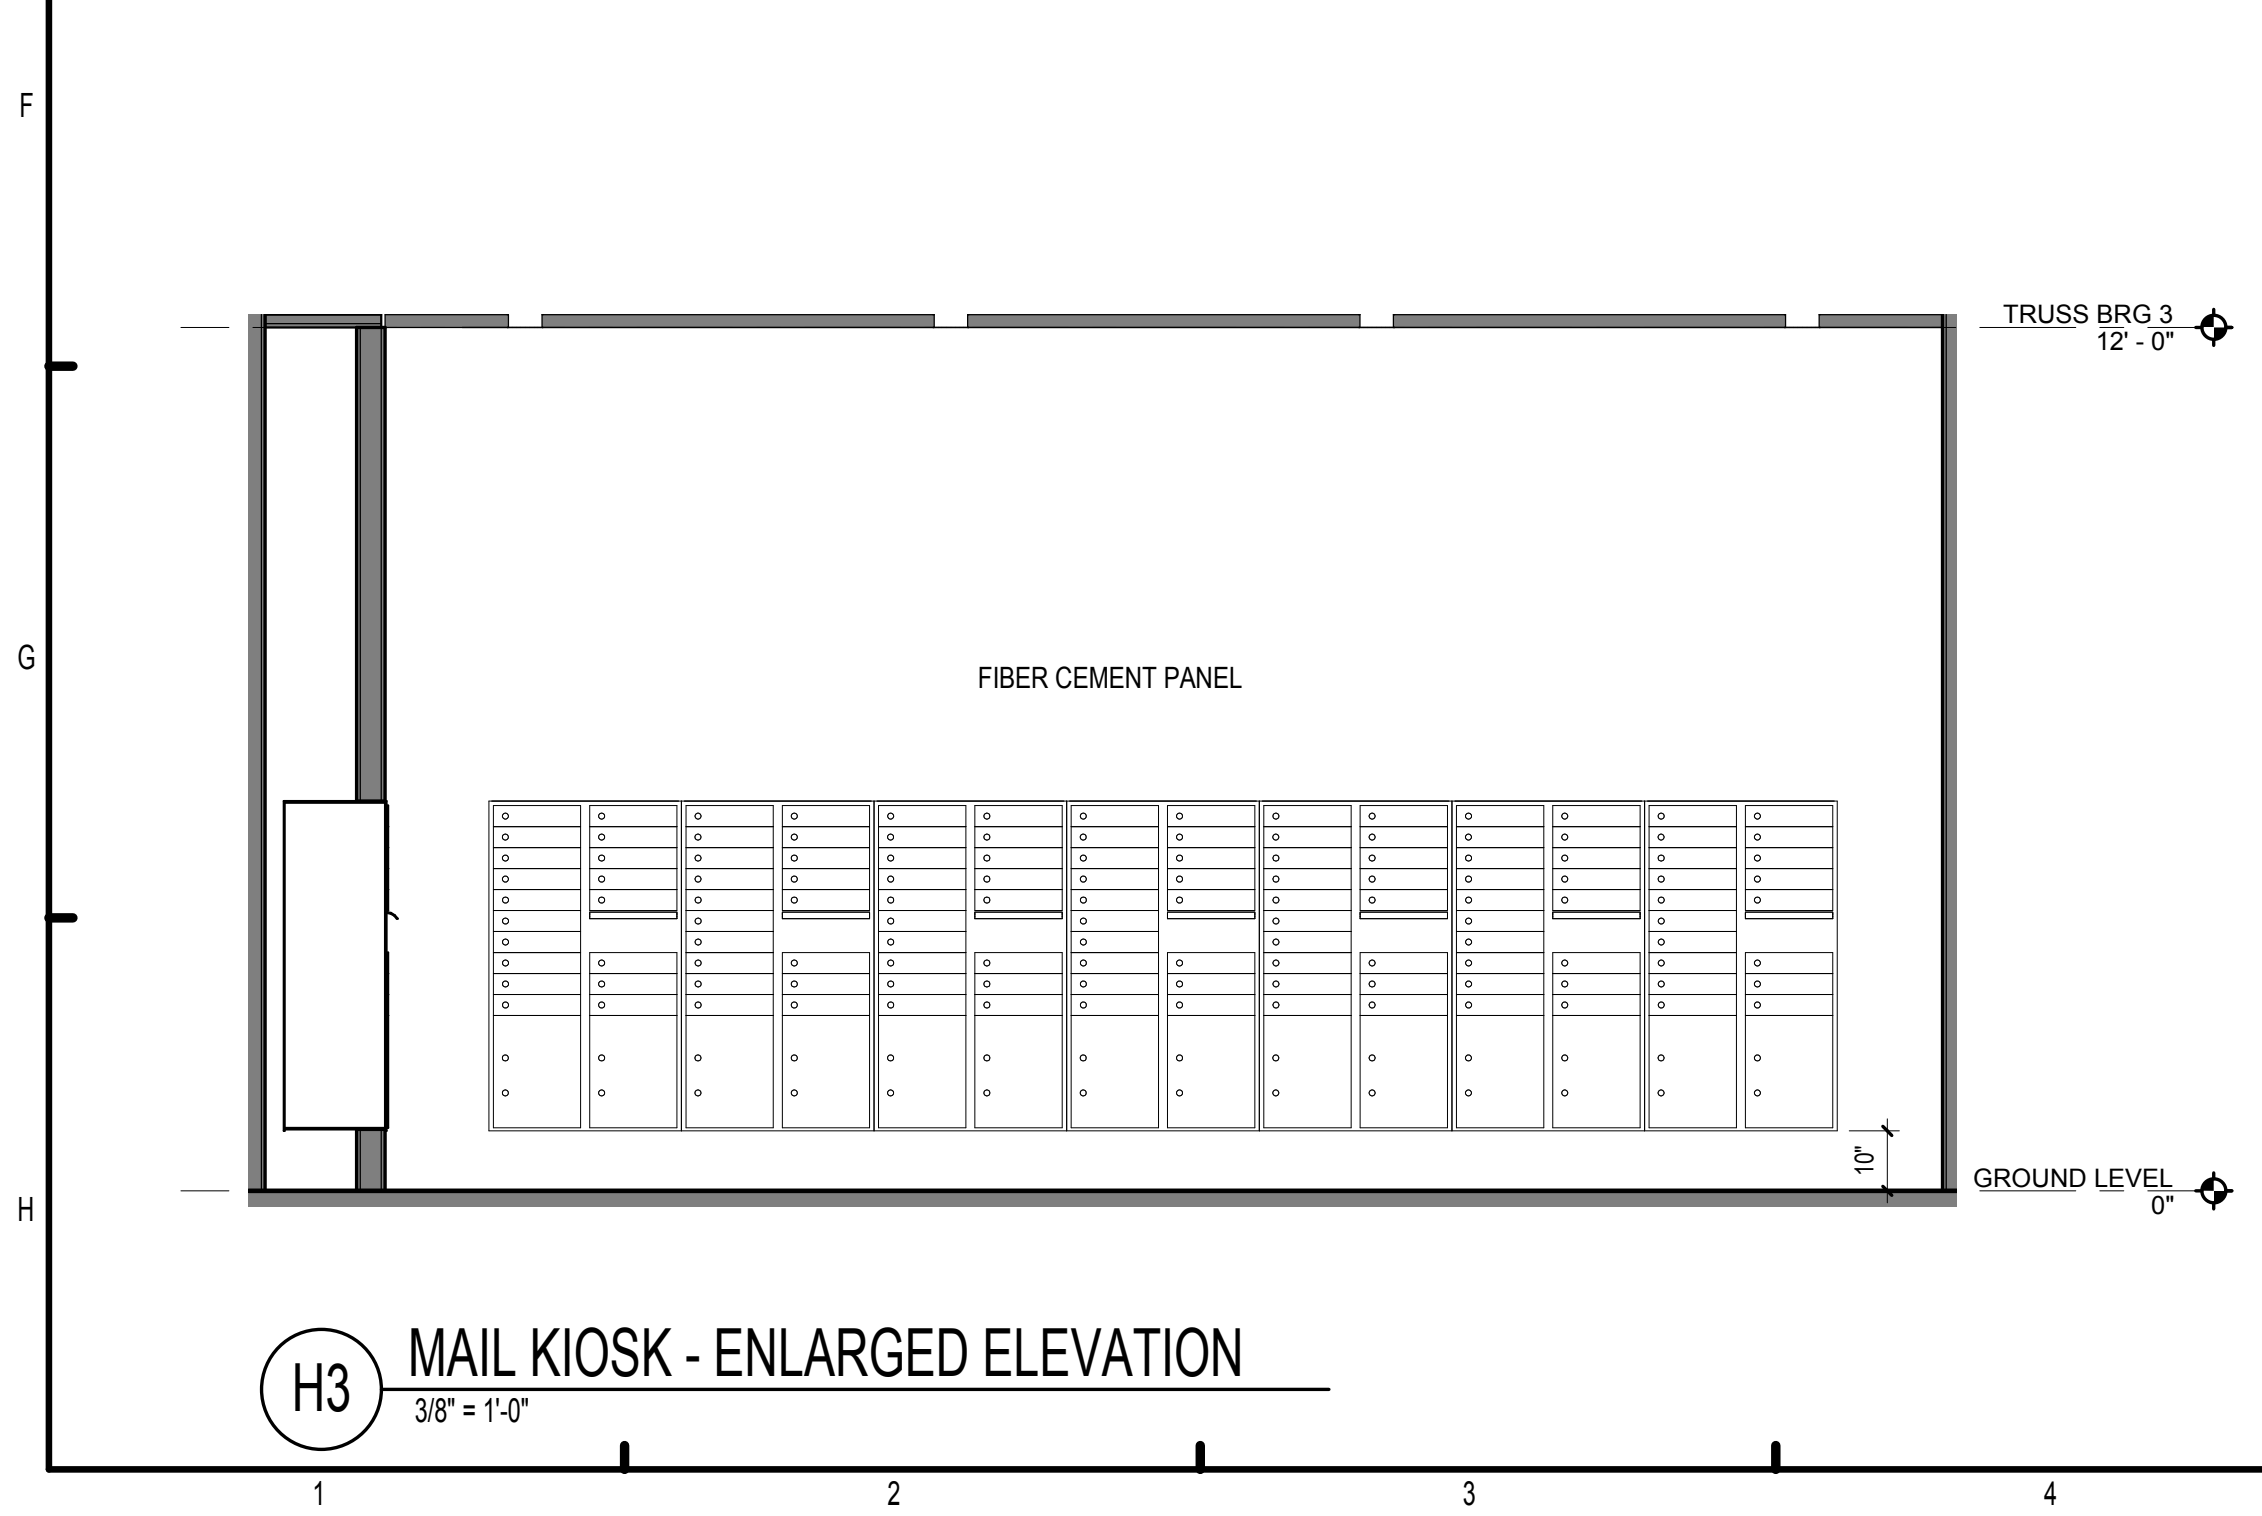 F
TRUSS BRG 3
12' - 0"
G
FIBER CEMENT PANEL
10"
GROUND LEVEL
0"
H
H3
MAIL KIOSK - ENLARGED ELEVATION
3/8" = 1'-0"
1
2
3
4